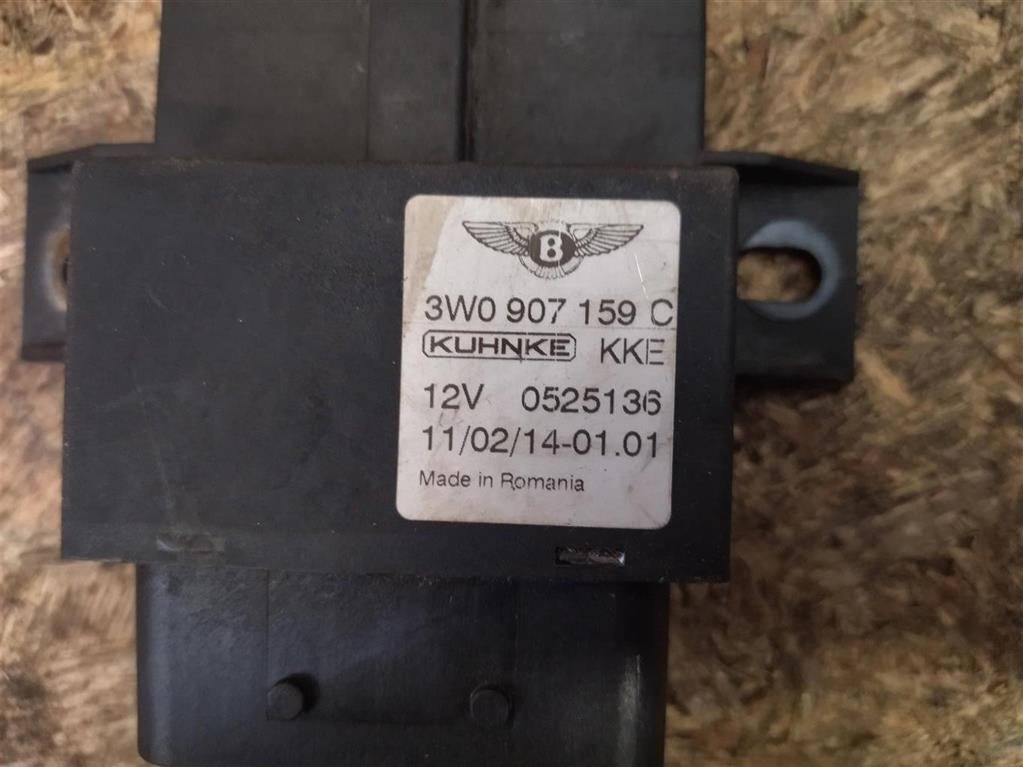 B
3W0 907 159 C
KUHNKE KKE
12V 0525136
11/02/14-01.01
Made in Romania